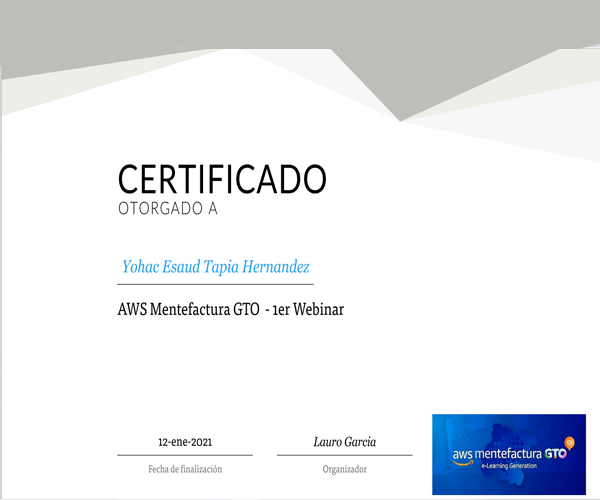 CERTIFICADO
OTORGADO A
Yohac Esaud Tapia Hernandez
AWS Mentefactura GTO - 1er Webinar
12-ene-2021
Lauro Garcia
Fecha de finalización
Organizador
aws mentefactura GTO
e-Learning Generation